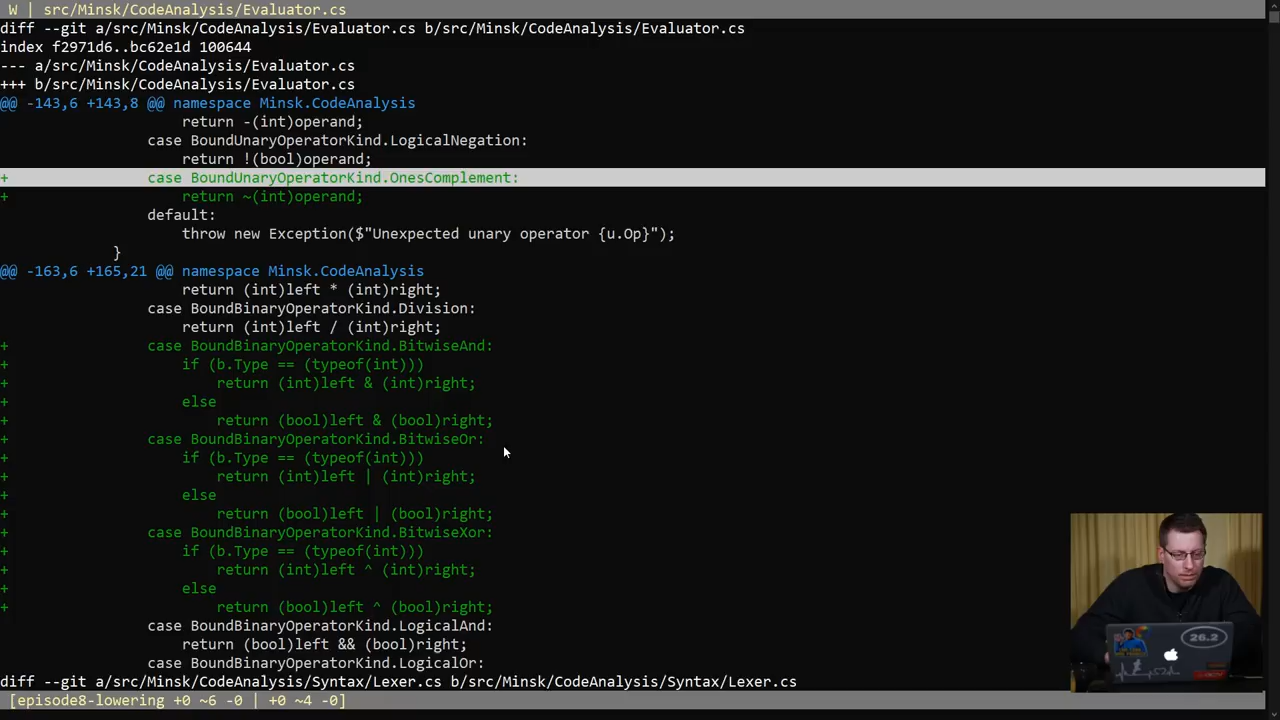 W | src/Minsk/CodeAnalysis/Evaluator.cs
diff --git a/src/Minsk/CodeAnalysis/Evaluator.cs b/src/Minsk/CodeAnalysis/Evaluator.cs
index f2971d6..bc62e1d 100644
--- a/src/Minsk/CodeAnalysis/Evaluator.cs
+++ b/src/Minsk/CodeAnalysis/Evaluator.cs
@@ -143,6 +143,8 @@ namespace Minsk.CodeAnalysis
                     return -(int)operand;
                 case BoundUnaryOperatorKind.LogicalNegation:
                     return !(bool)operand;
+                case BoundUnaryOperatorKind.OnesComplement:
+                    return ~(int)operand;
                 default:
                     throw new Exception($"Unexpected unary operator {u.Op}");
             }
@@ -163,6 +165,21 @@ namespace Minsk.CodeAnalysis
                     return (int)left * (int)right;
                 case BoundBinaryOperatorKind.Division:
                     return (int)left / (int)right;
+                case BoundBinaryOperatorKind.BitwiseAnd:
+                    if (b.Type == (typeof(int)))
+                        return (int)left & (int)right;
+                    else
+                        return (bool)left & (bool)right;
+                case BoundBinaryOperatorKind.BitwiseOr:
+                    if (b.Type == (typeof(int)))
+                        return (int)left | (int)right;
+                    else
+                        return (bool)left | (bool)right;
+                case BoundBinaryOperatorKind.BitwiseXor:
+                    if (b.Type == (typeof(int)))
+                        return (int)left ^ (int)right;
+                    else
+                        return (bool)left ^ (bool)right;
                 case BoundBinaryOperatorKind.LogicalAnd:
                     return (bool)left && (bool)right;
                 case BoundBinaryOperatorKind.LogicalOr:
diff --git a/src/Minsk/CodeAnalysis/Syntax/Lexer.cs b/src/Minsk/CodeAnalysis/Syntax/Lexer.cs
[episode8-lowering +0 ~6 -0 | +0 ~4 -0]
26.2